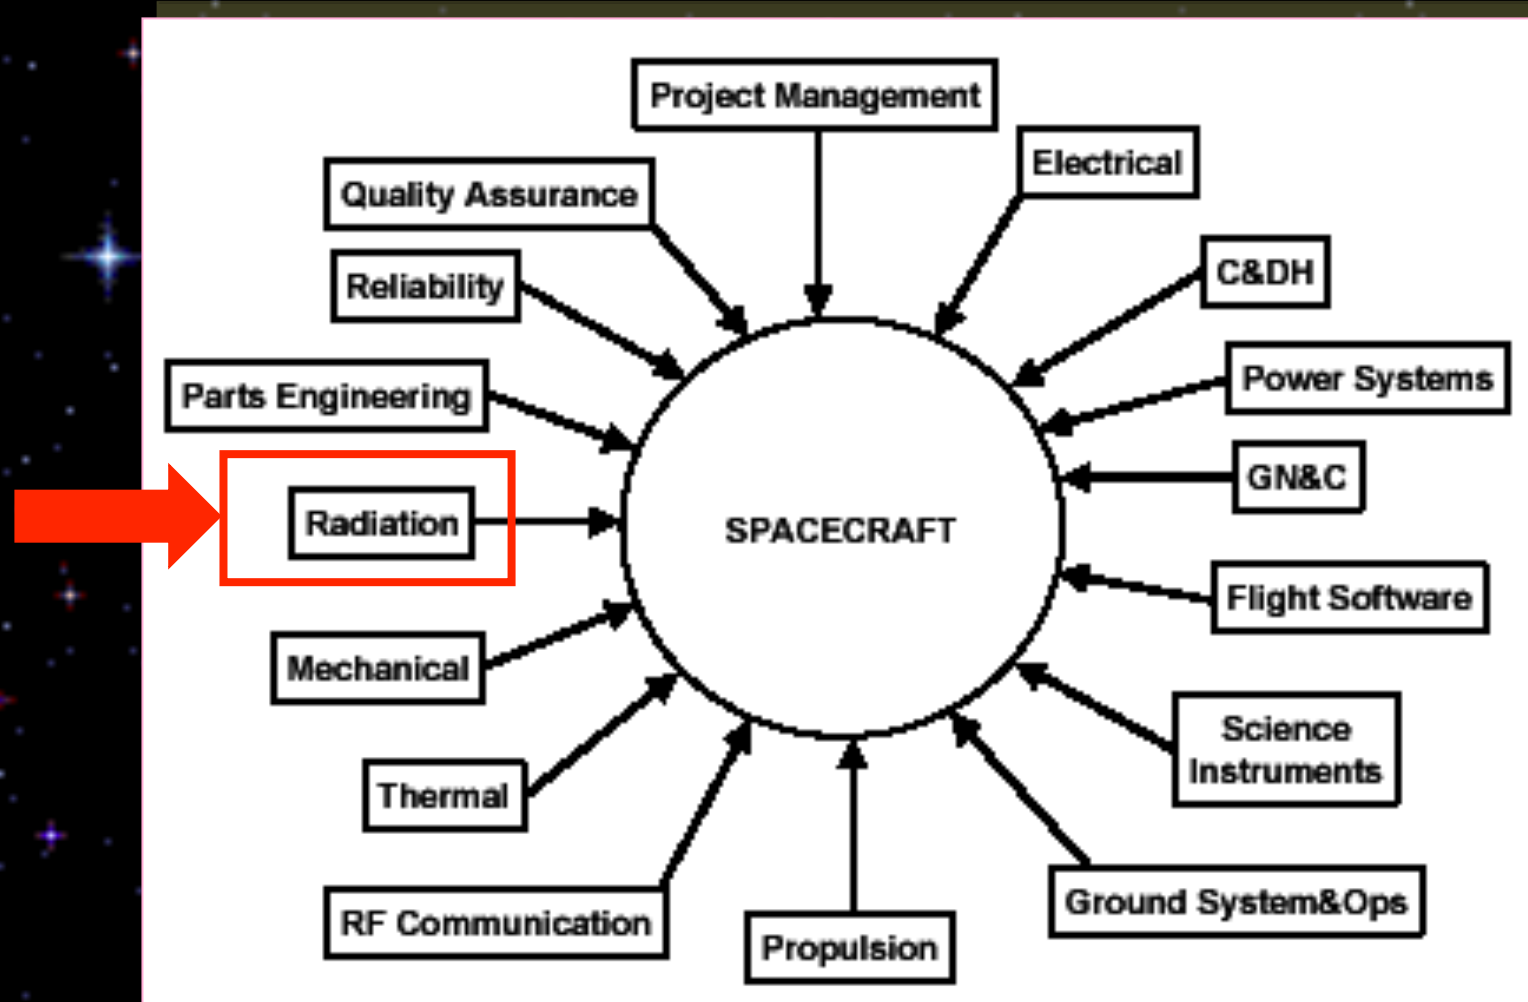 Project Management
Electrical
Quality Assurance
C&DH
Reliability
Power Systems
Parts Engineering
GN&C
Radiation
SPACECRAFT
Flight Software
Mechanical
Science
Instruments
Thermal
Ground System&Ops
RF Communication
Propulsion